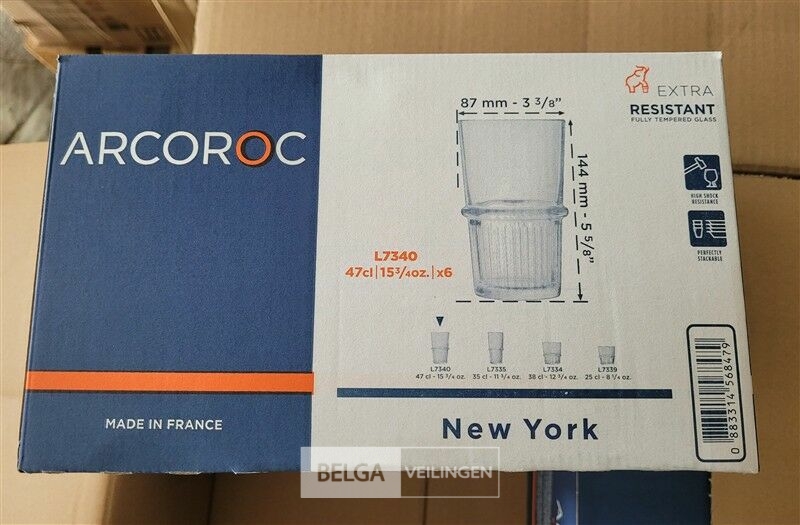 ARCOROC
MADE IN FRANCE
87 mm - 3 3/8"
144 mm - 5 5/8"
L7340
47cl|15 3/4oz.|x6
EXTRA
RESISTANT
FULLY TEMPERED GLASS
HIGH SHOCK
RESISTANCE
PERFECTLY
STACKABLE
L7340
47 cl - 15 3/4 oz.
L7335
35 cl - 11 3/4 oz.
L7334
38 cl - 12 3/4 oz.
L7339
25 cl - 8 1/4 oz.
New York
0 883314 568479
BELGA VEILINGEN